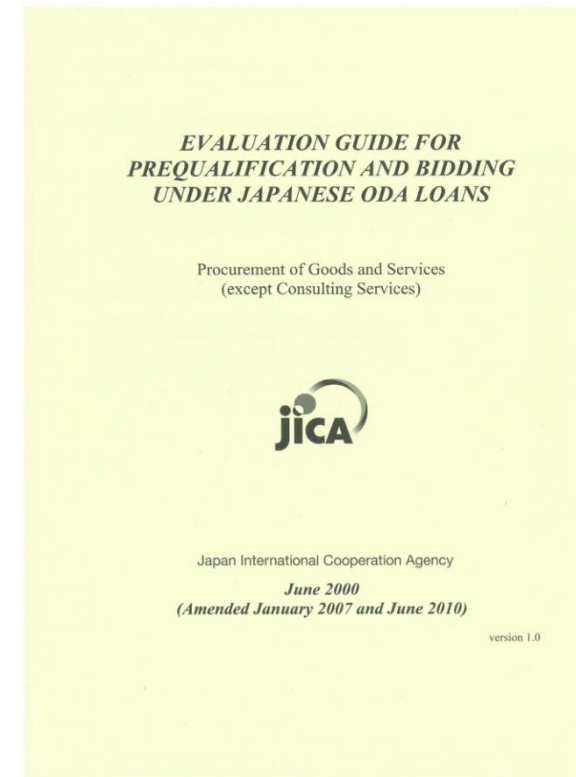 EVALUATION GUIDE FOR
PREQUALIFICATION AND BIDDING
UNDER JAPANESE ODA LOANS
Procurement of Goods and Services
(except Consulting Services)
jICA
Japan International Cooperation Agency
June 2000
(Amended January 2007 and June 2010)
version 1.0